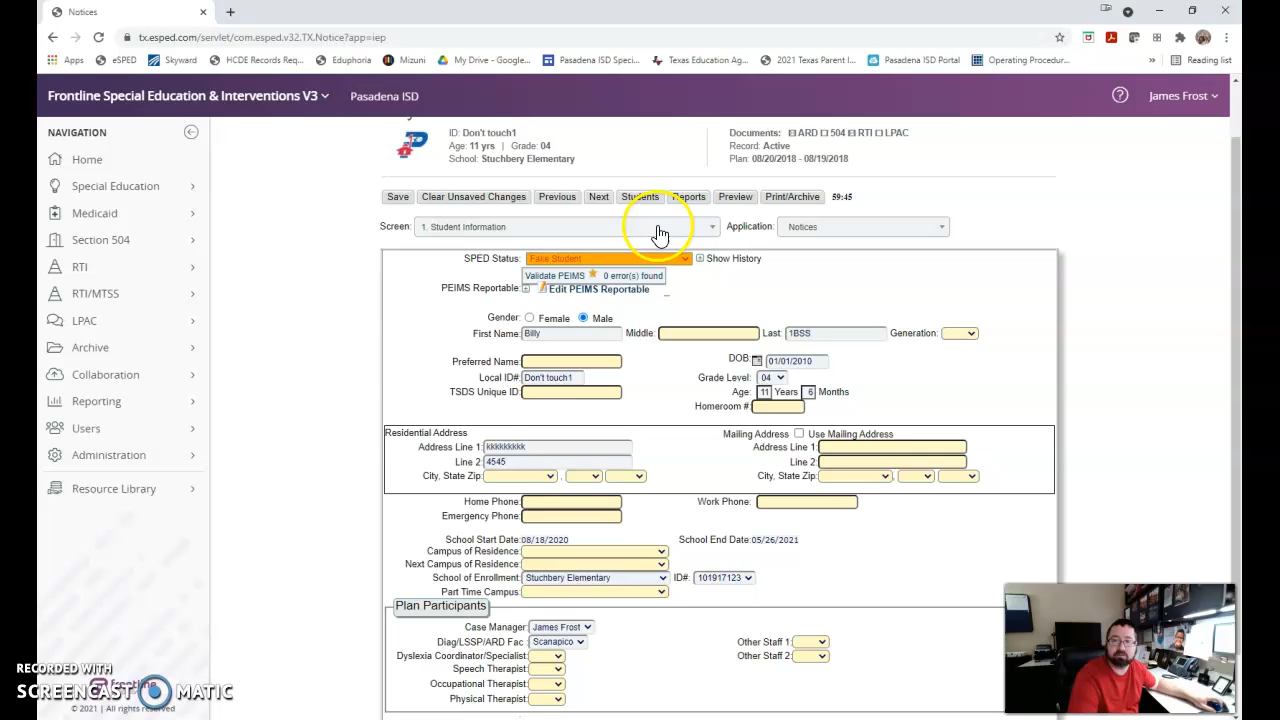 Notices
tx.esped.com/servlet/com.esped.v32.TX.Notice?app=iep
Apps eSPED Skyward HCDE Records Req... Eduphoria Mizuni My Drive - Google... Pasadena ISD Speci... Texas Education Ag... 2021 Texas Parent I... Pasadena ISD Portal Operating Procedur... » Reading list
Frontline Special Education & Interventions V3 Pasadena ISD James Frost
NAVIGATION
Home
Special Education
Medicaid
Section 504
RTI
RTI/MTSS
LPAC
Archive
Collaboration
Reporting
Users
Administration
Resource Library
ID: Don't touch1
Age: 11 yrs | Grade: 04
School: Stuchbery Elementary
Documents: ARD 504 RTI LPAC
Record: Active
Plan: 08/20/2018 - 08/19/2018
Save Clear Unsaved Changes Previous Next Students Reports Preview Print/Archive 59:45
Screen: 1. Student Information Application: Notices
SPED Status: Fake Student Show History
Validate PEIMS 0 error(s) found
PEIMS Reportable: Edit PEIMS Reportable
Gender: Female Male
First Name: Billy Middle: Last: 1BSS Generation:
Preferred Name: DOB: 01/01/2010
Local ID#: Don't touch1 Grade Level: 04
TSDS Unique ID: Age: 11 Years 6 Months
Homeroom #:
Residential Address Mailing Address Use Mailing Address
Address Line 1: kkkkkkkkk Address Line 1:
Line 2: 4545 Line 2:
City, State Zip: , City, State Zip: ,
Home Phone: Work Phone:
Emergency Phone:
School Start Date: 08/18/2020 School End Date: 05/26/2021
Campus of Residence:
Next Campus of Residence:
School of Enrollment: Stuchbery Elementary ID#: 101917123
Part Time Campus:
Plan Participants
Case Manager: James Frost
Diag/LSSP/ARD Fac : Scanapico Other Staff 1:
Dyslexia Coordinator/Specialist: Other Staff 2:
Speech Therapist:
Occupational Therapist:
Physical Therapist:
RECORDED WITH
SCREENCAST MATIC
© 2021 | All rights reserved